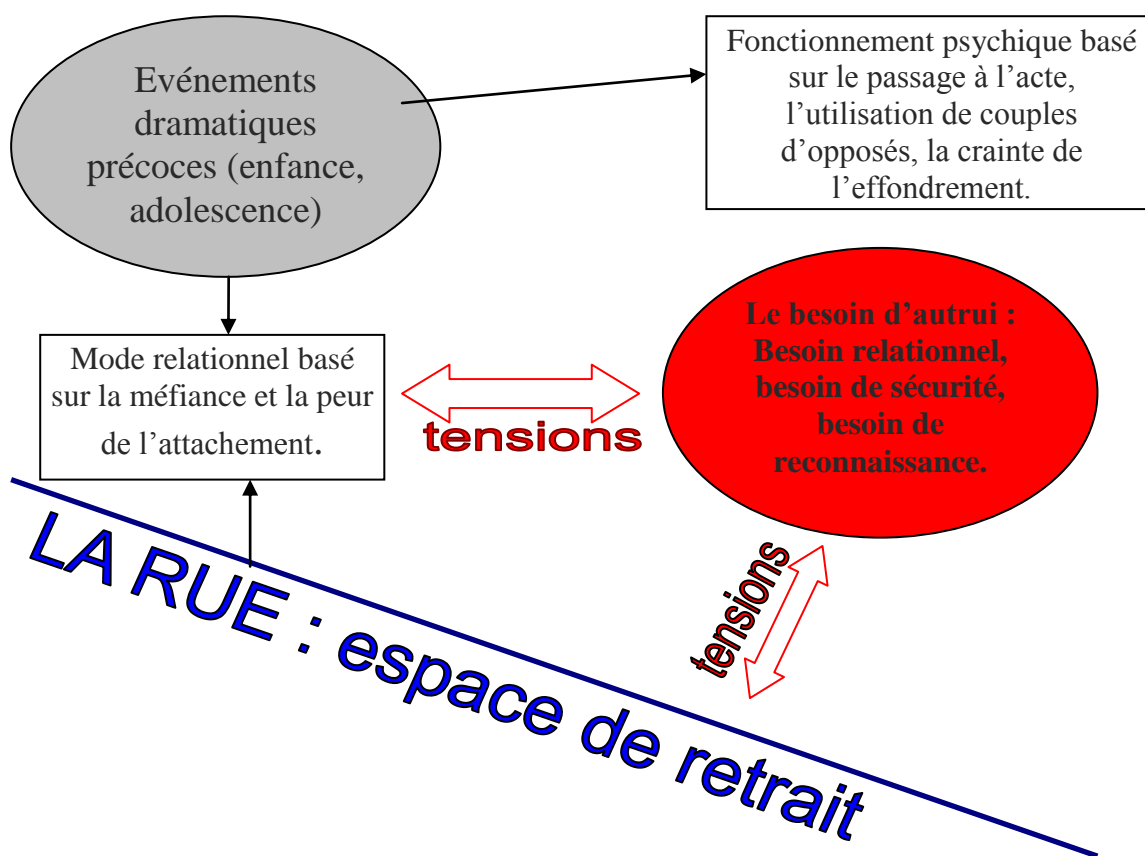 Evénements
dramatiques
précoces (enfance,
adolescence)
Fonctionnement psychique basé
sur le passage à l’acte,
l’utilisation de couples
d’opposés, la crainte de
l’effondrement.
Mode relationnel basé
sur la méfiance et la peur
de l’attachement.
tensions
Le besoin d’autrui :
Besoin relationnel,
besoin de sécurité,
besoin de
reconnaissance.
tensions
LA RUE : espace de retrait